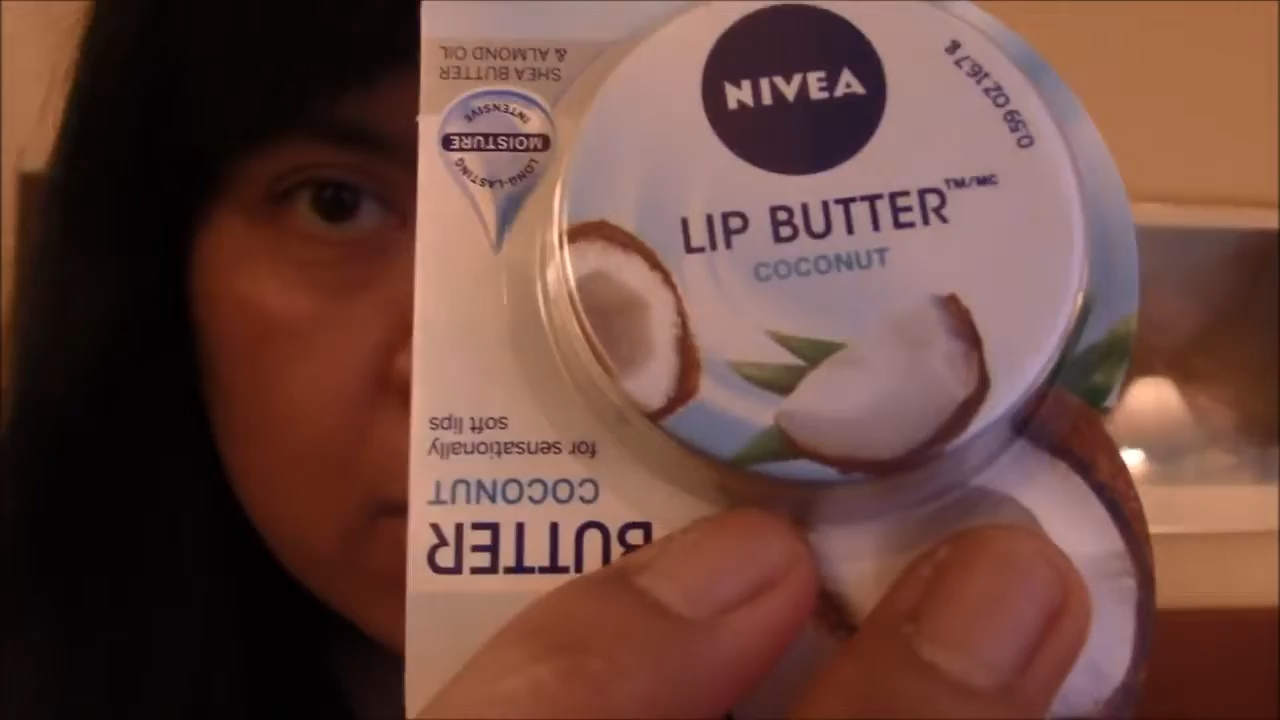 NIVEA
0.59 OZ 16.7 g
LIP BUTTER™/MC
COCONUT
BUTTER
COCONUT
for sensationally
soft lips
LONG-LASTING
MOISTURE
INTENSIVE
SHEA BUTTER
& ALMOND OIL